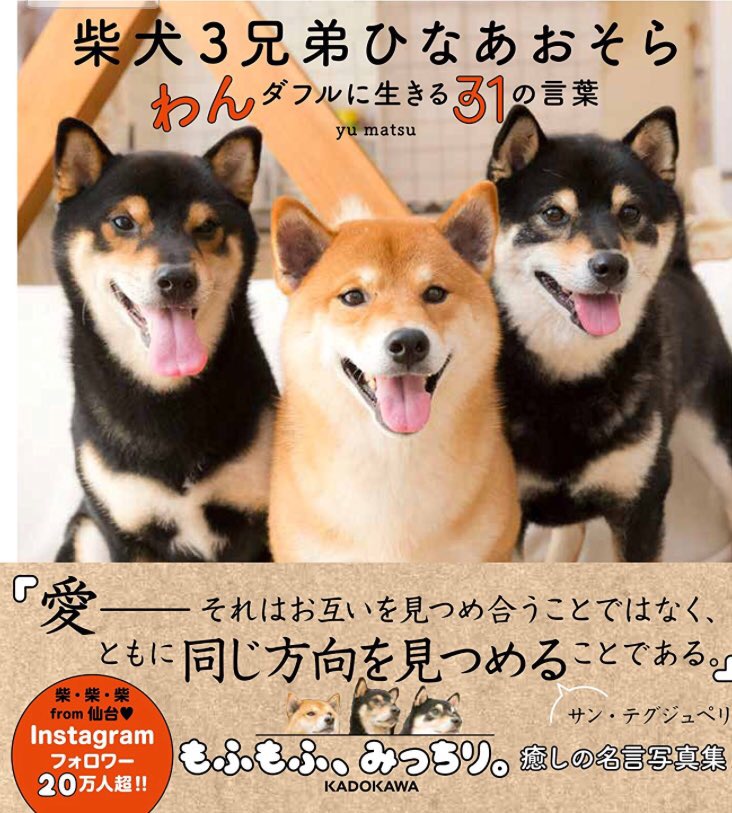 柴犬3兄弟ひなあおそら
わんダフルに生きる31の言葉
yu matsu
『愛――それはお互いを見つめ合うことではなく、
ともに同じ方向を見つめることである。』
サン・テグジュペリ
柴・柴・柴
from 仙台♥
Instagram
フォロワー
20万人超!!
もふもふ、みっちり。癒しの名言写真集
KADOKAWA